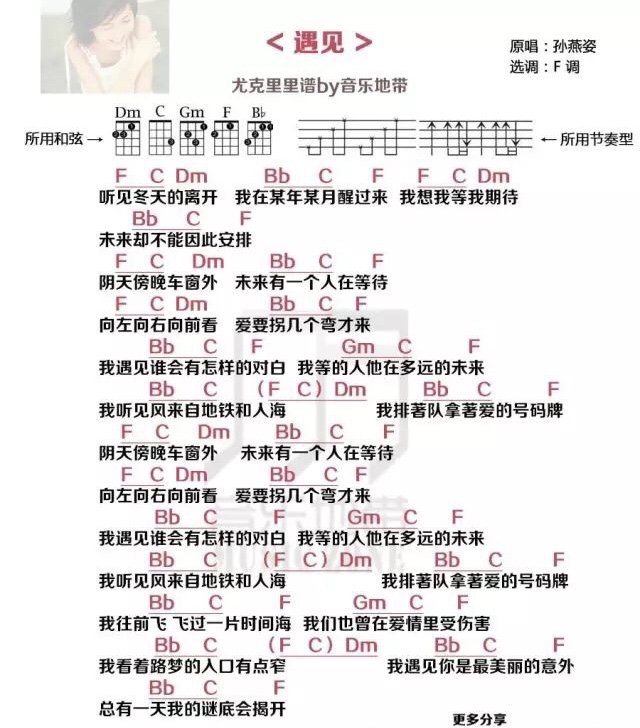 < 遇见 >
原唱：孙燕姿
选调：F 调
尤克里里谱by音乐地带
Dm C Gm F Bb
所用和弦→
←所用节奏型
F C Dm Bb C F F C Dm
听见冬天的离开 我在某年某月醒过来 我想我等我期待
Bb C F
未来却不能因此安排
F C Dm Bb C F
阴天傍晚车窗外 未来有一个人在等待
F C Dm Bb C F
向左向右向前看 爱要拐几个弯才来
Bb C F Gm C F
我遇见谁会有怎样的对白 我等的人他在多远的未来
Bb C (F C) Dm Bb C F
我听见风来自地铁和人海 我排著队拿著爱的号码牌
F C Dm Bb C F
阴天傍晚车窗外 未来有一个人在等待
F C Dm Bb C F
向左向右向前看 爱要拐几个弯才来
Bb C F Gm C F
我遇见谁会有怎样的对白 我等的人他在多远的未来
Bb C (F C) Dm Bb C F
我听见风来自地铁和人海 我排著队拿著爱的号码牌
Bb C F Gm C F
我往前飞 飞过一片时间海 我们也曾在爱情里受伤害
Bb C (F C) Dm Bb C F
我看着路梦的入口有点窄 我遇见你是最美丽的意外
Bb C F
总有一天我的谜底会揭开
更多分享
音乐地带